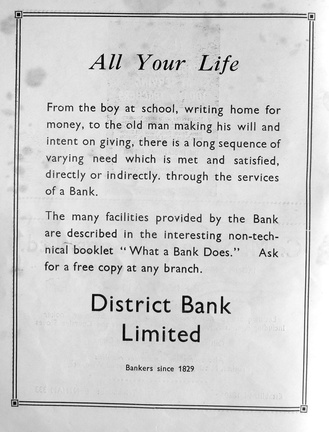 All Your Life
From the boy at school, writing home for
money, to the old man making his will and
intent on giving, there is a long sequence of
varying need which is met and satisfied,
directly or indirectly. through the services
of a Bank.
The many facilities provided by the Bank
are described in the interesting non-tech-
nical booklet "What a Bank Does." Ask
for a free copy at any branch.
District Bank
Limited
Bankers since 1829